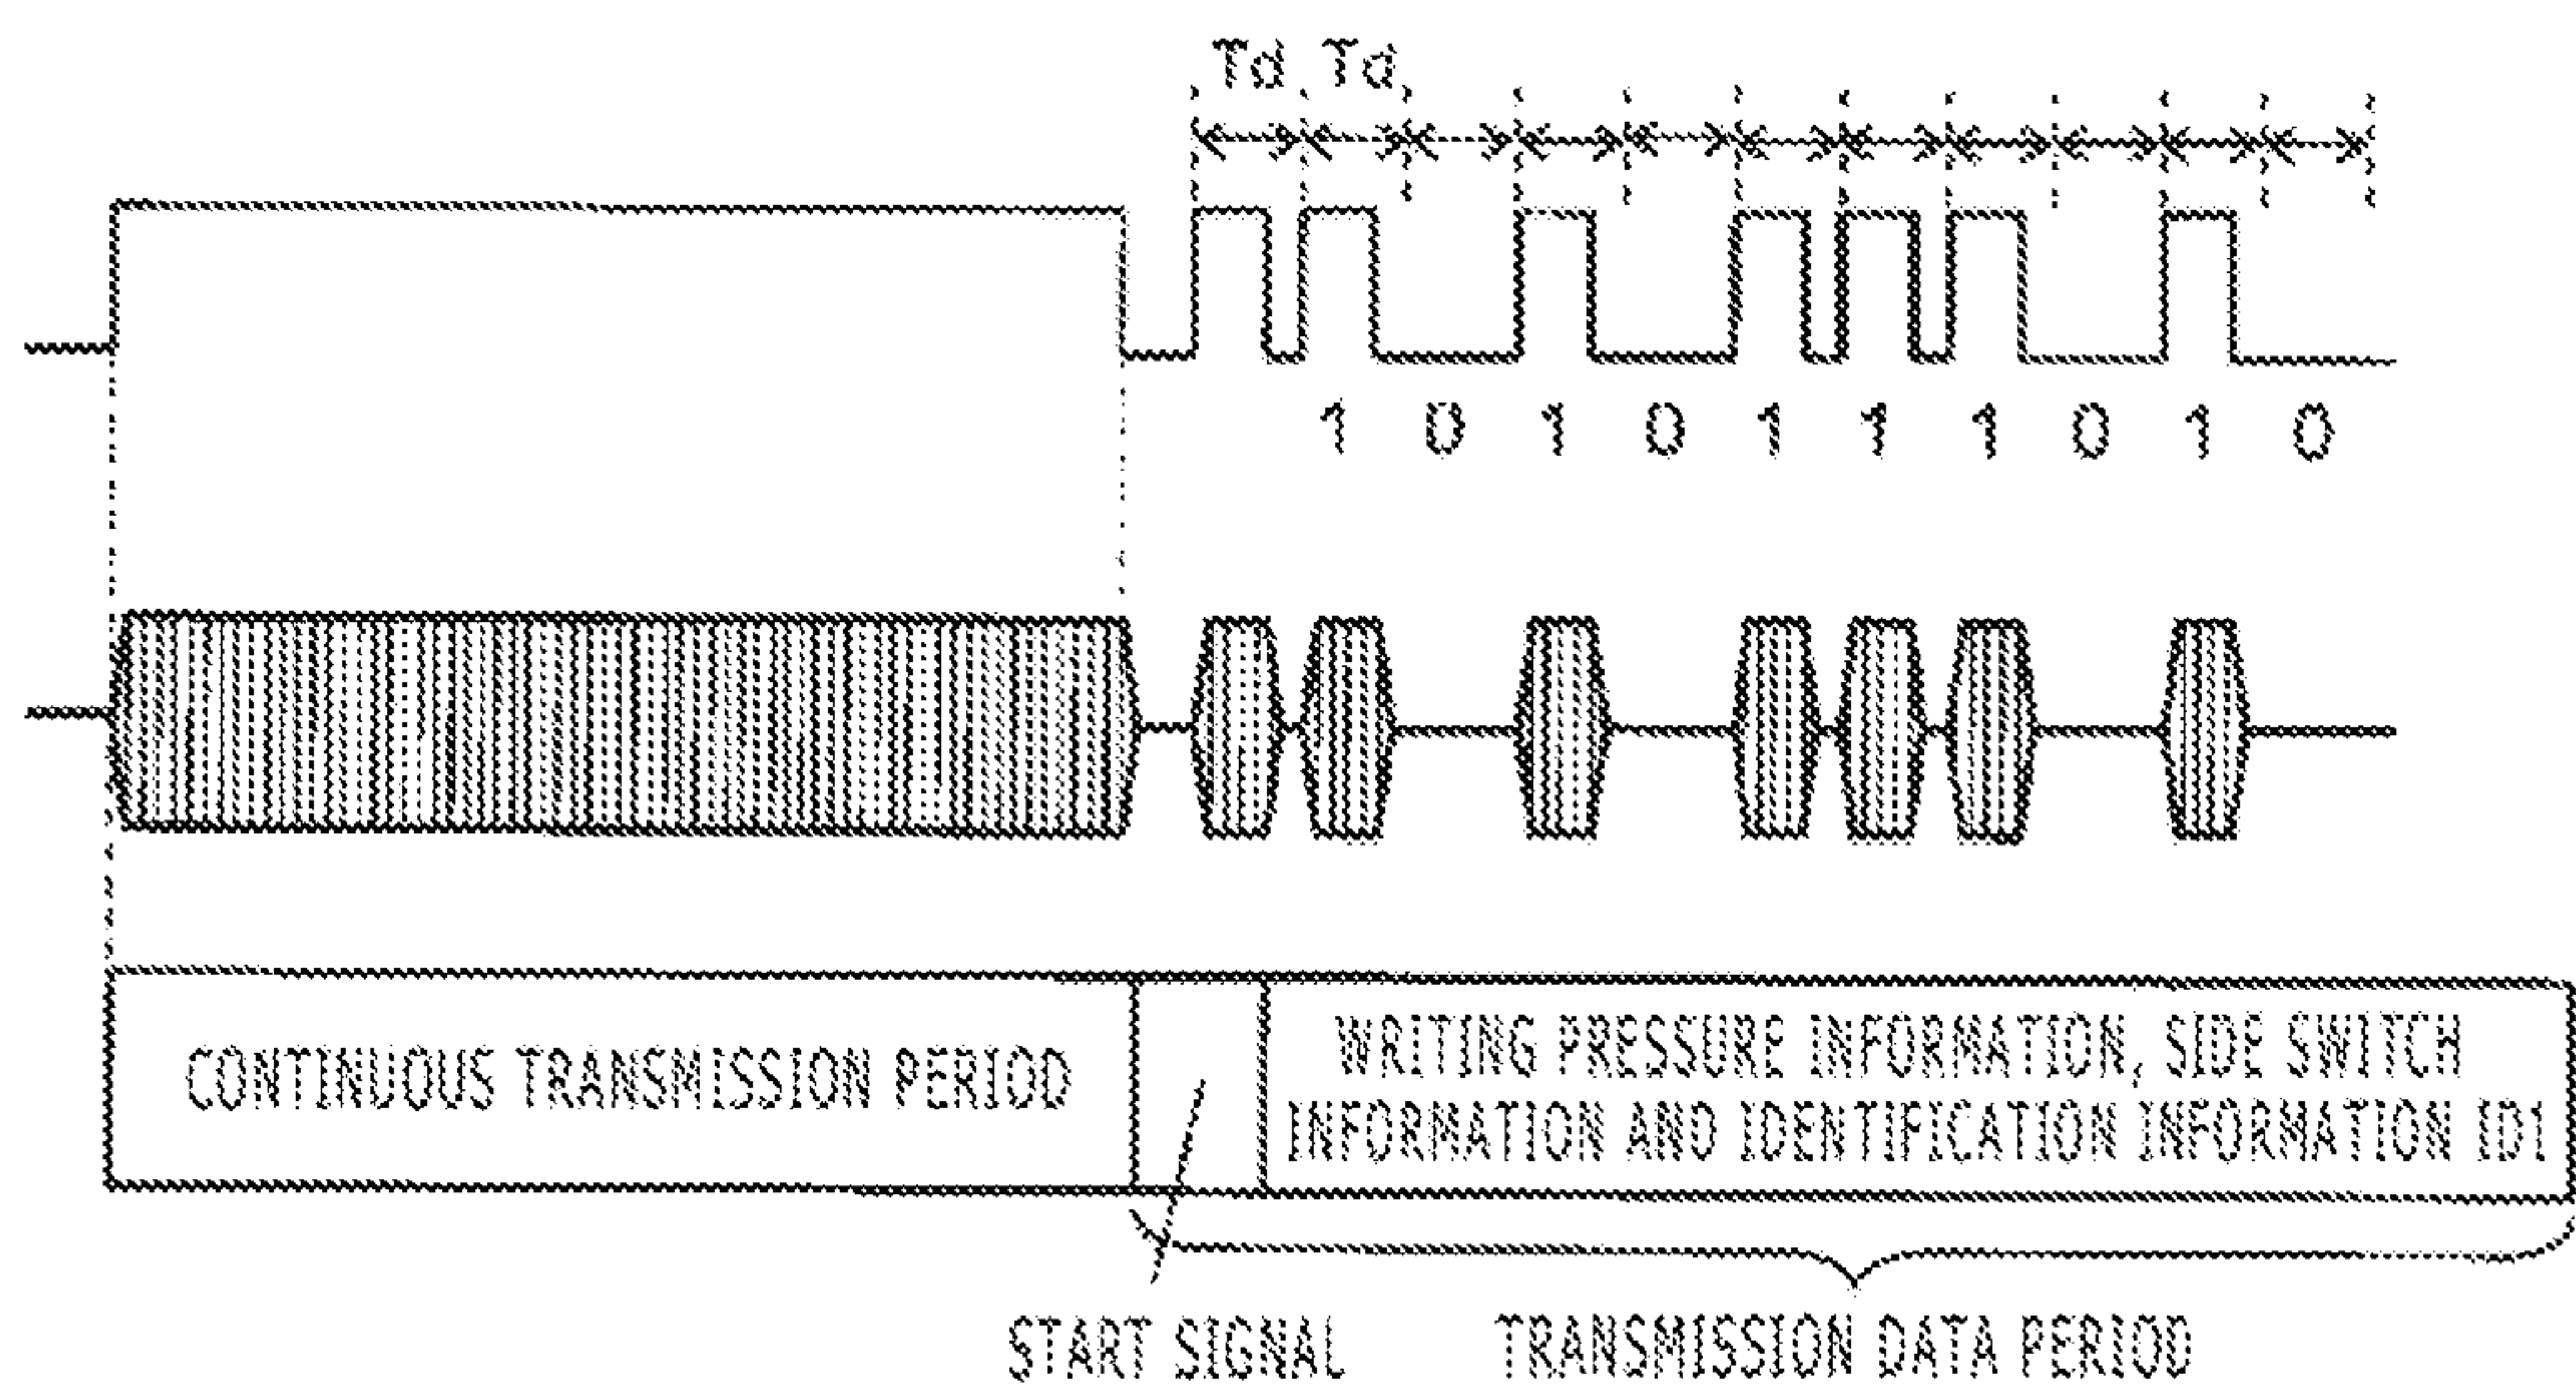 Td Td
1 0 1 0 1 1 1 0 1 0
CONTINUOUS TRANSMISSION PERIOD
WRITING PRESSURE INFORMATION, SIDE SWITCH
INFORMATION AND IDENTIFICATION INFORMATION ID1
START SIGNAL
TRANSMISSION DATA PERIOD